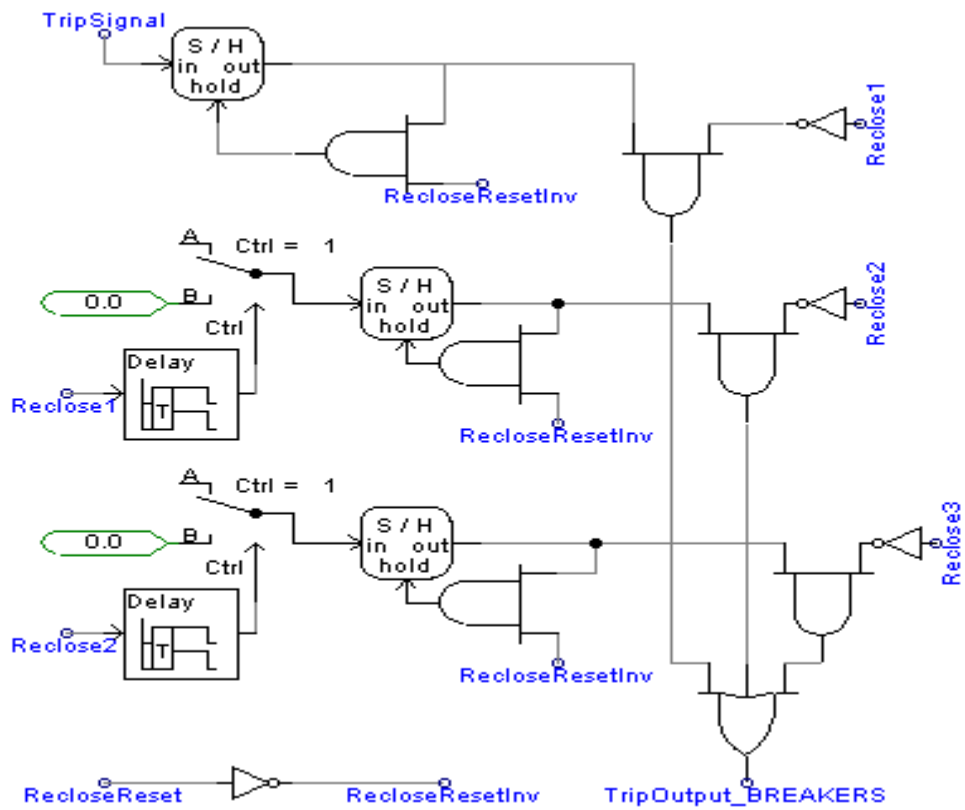 TripSignal
S / H
in out
hold
Reclose1
RecloseResetInv
A
Ctrl = 1
B
0.0
Ctrl
S / H
in out
hold
Reclose2
Delay
T
Reclose1
RecloseResetInv
A
Ctrl = 1
B
0.0
Ctrl
S / H
in out
hold
Reclose3
Delay
T
Reclose2
RecloseResetInv
RecloseReset
RecloseResetInv
TripOutput_BREAKERS